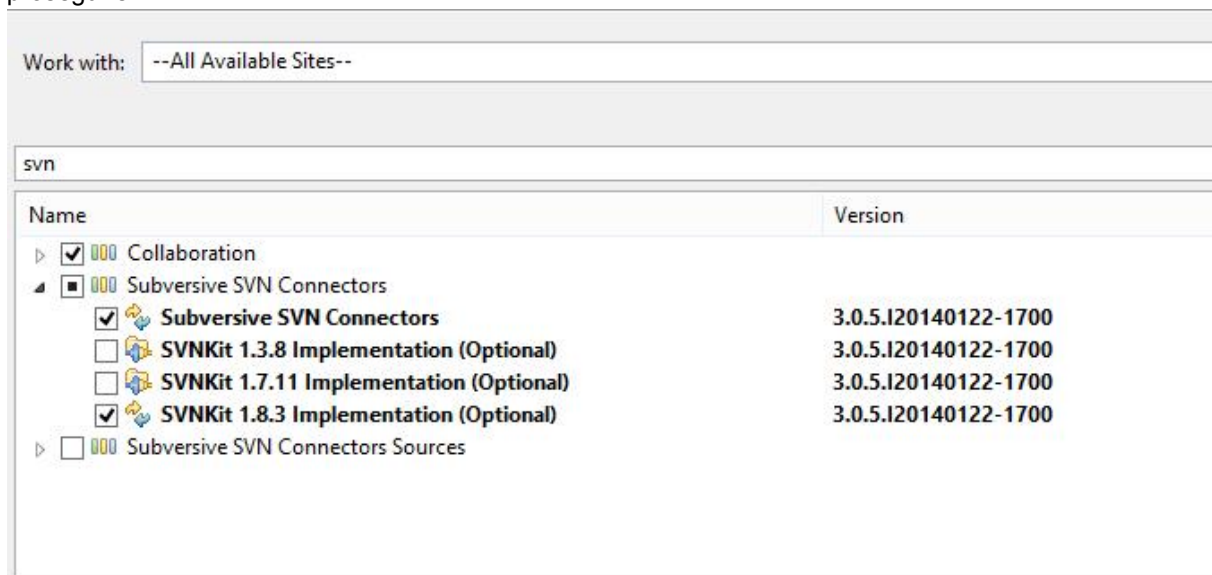 Work with: --All Available Sites--
svn
Name Version
Collaboration
Subversive SVN Connectors
Subversive SVN Connectors 3.0.5.I20140122-1700
SVNKit 1.3.8 Implementation (Optional) 3.0.5.I20140122-1700
SVNKit 1.7.11 Implementation (Optional) 3.0.5.I20140122-1700
SVNKit 1.8.3 Implementation (Optional) 3.0.5.I20140122-1700
Subversive SVN Connectors Sources